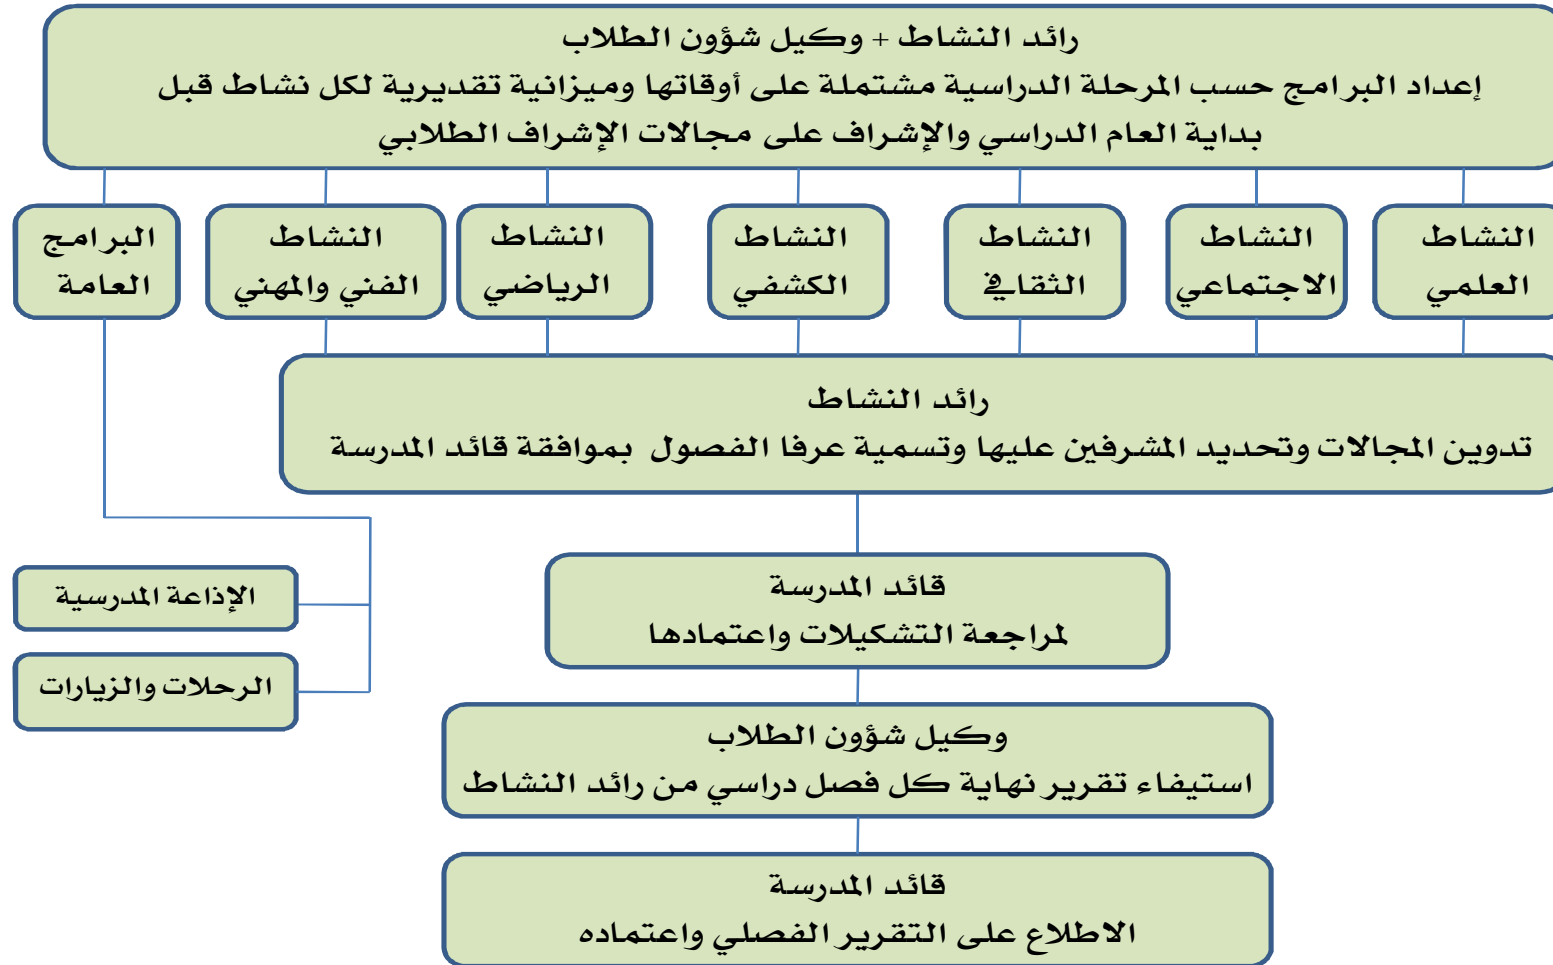 رائد النشاط + وكيل شؤون الطلاب
إعداد البرامج حسب المرحلة الدراسية مشتملة على أوقاتها وميزانية تقديرية لكل نشاط قبل
بداية العام الدراسي والإشراف على مجالات الإشراف الطلابي
النشاط
العلمي
النشاط
الاجتماعي
النشاط
الثقافي
النشاط
الكشفي
النشاط
الرياضي
النشاط
الفني والمهني
البرامج
العامة
رائد النشاط
تدوين المجالات وتحديد المشرفين عليها وتسمية عرفا الفصول بموافقة قائد المدرسة
قائد المدرسة
لمراجعة التشكيلات واعتمادها
الإذاعة المدرسية
الرحلات والزيارات
وكيل شؤون الطلاب
استيفاء تقرير نهاية كل فصل دراسي من رائد النشاط
قائد المدرسة
الاطلاع على التقرير الفصلي واعتماده